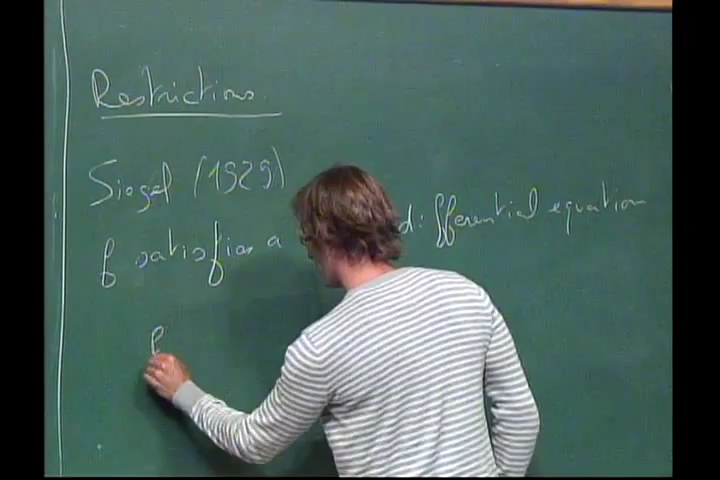 Restrictions.
Siegel (1929)
f satisfies a differential equation
f